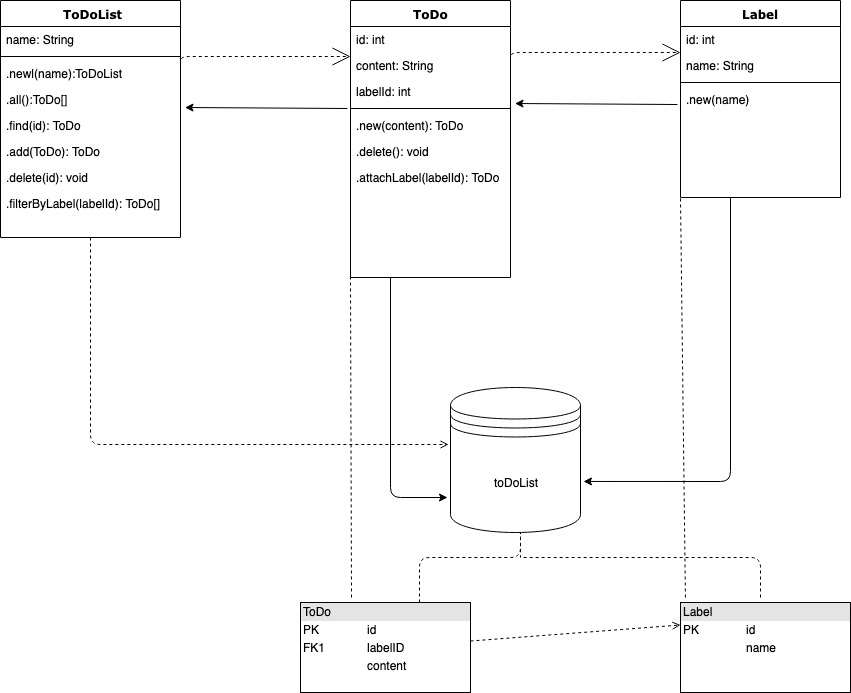 ToDoList
name: String
.newl(name):ToDoList
.all():ToDo[]
.find(id): ToDo
.add(ToDo): ToDo
.delete(id): void
.filterByLabel(labelId): ToDo[]
ToDo
id: int
content: String
labelId: int
.new(content): ToDo
.delete(): void
.attachLabel(labelId): ToDo
Label
id: int
name: String
.new(name)
toDoList
ToDo
PK id
FK1 labelID
content
Label
PK id
name